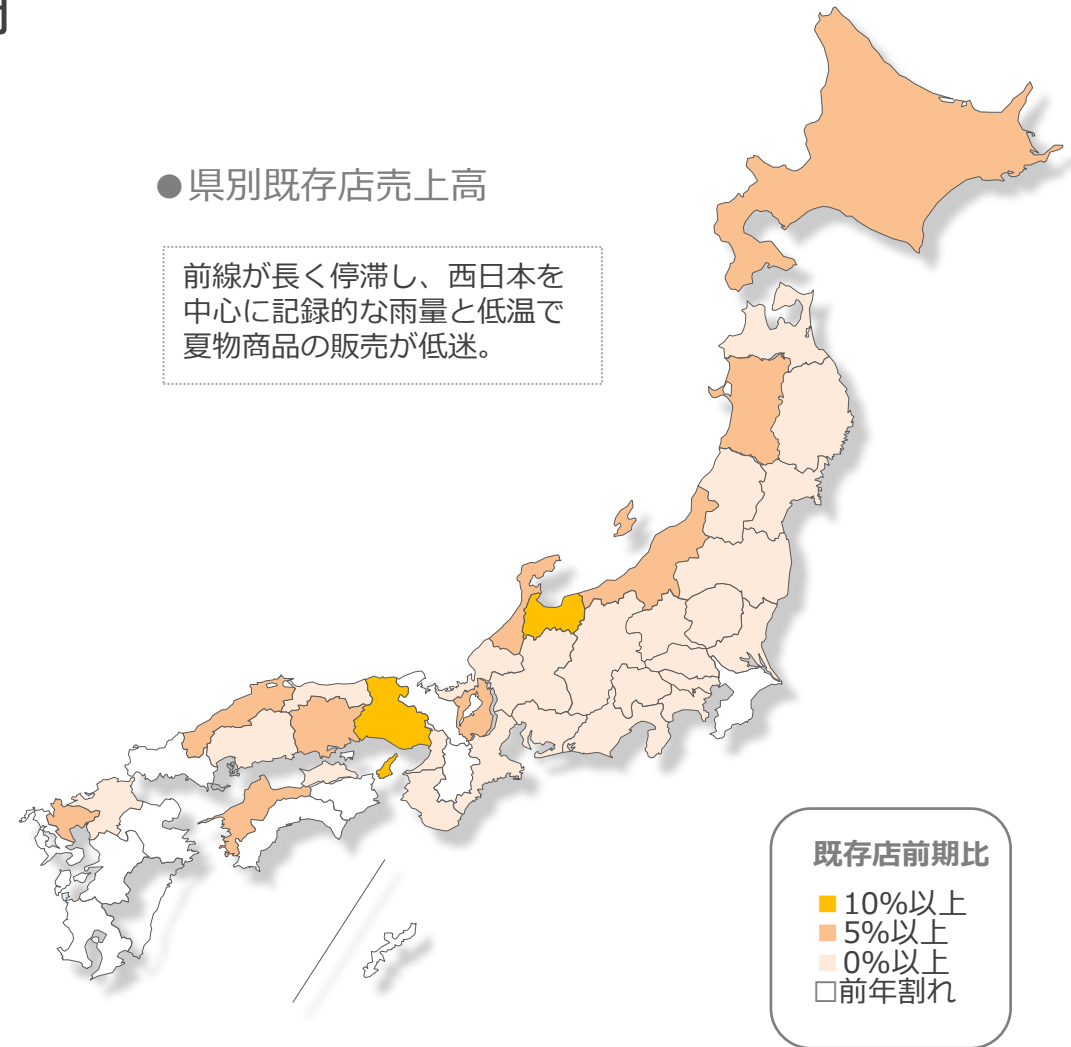 ●県別既存店売上高
前線が長く停滞し、西日本を
中心に記録的な雨量と低温で
夏物商品の販売が低迷。
既存店前期比
■10%以上
■5%以上
■0%以上
□前年割れ